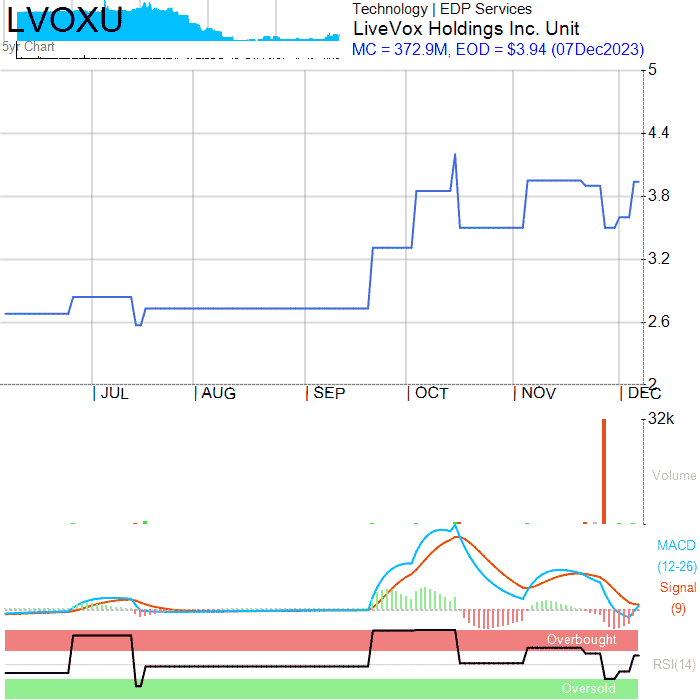 LVOXU
5yr Chart
Technology | EDP Services
LiveVox Holdings Inc. Unit
MC = 372.9M, EOD = $3.94 (07Dec2023)
5
4.4
3.8
3.2
2.6
2
JUL AUG SEP OCT NOV DEC
32k
Volume
MACD
(12-26)
Signal
(9)
Overbought
RSI(14)
Oversold